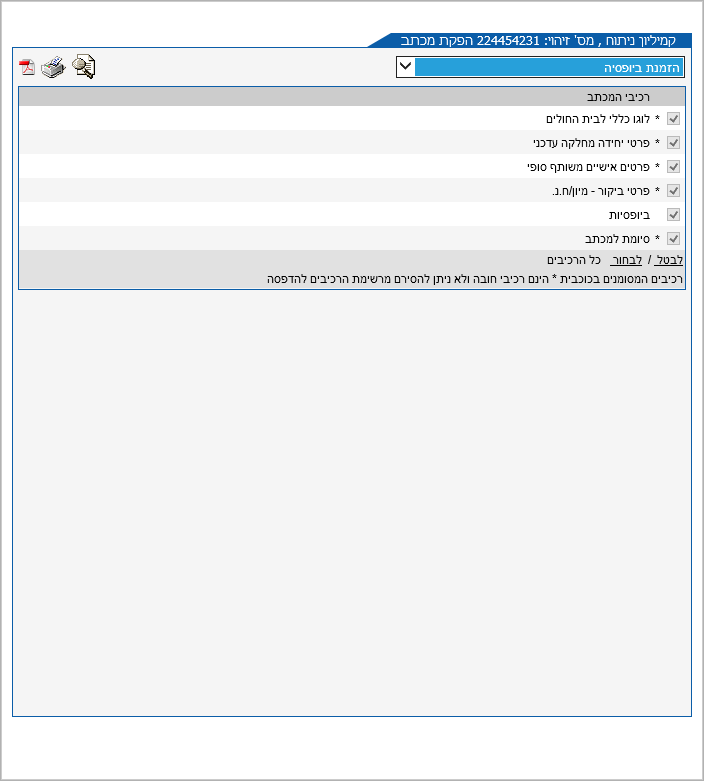 קמיליון ניתוח , מס' זיהוי: 224454231 הפקת מכתב
הזמנת ביופסיה
רכיבי המכתב
* לוגו כללי לבית החולים
* פרטי יחידה מחלקה עדכני
* פרטים אישיים משותף סופי
* פרטי ביקור - מיון/ח.נ.
ביופסיות
* סיומת למכתב
לבטל / לבחור כל הרכיבים
רכיבים המסומנים בכוכבית * הינם רכיבי חובה ולא ניתן להסירם מרשימת הרכיבים להדפסה